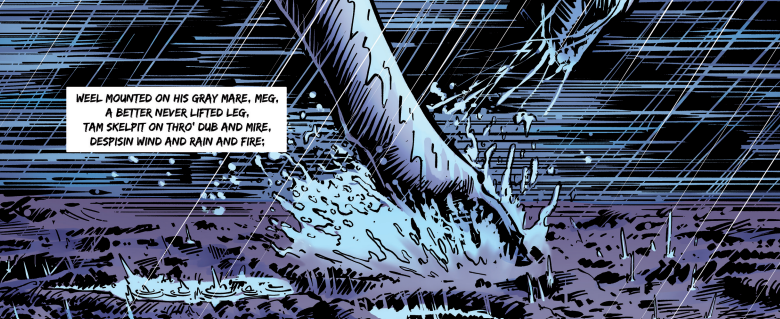 WEEL MOUNTED ON HIS GRAY MARE, MEG,
A BETTER NEVER LIFTED LEG,
TAM SKELPIT ON THRO' DUB AND MIRE,
DESPISIN WIND AND RAIN AND FIRE;